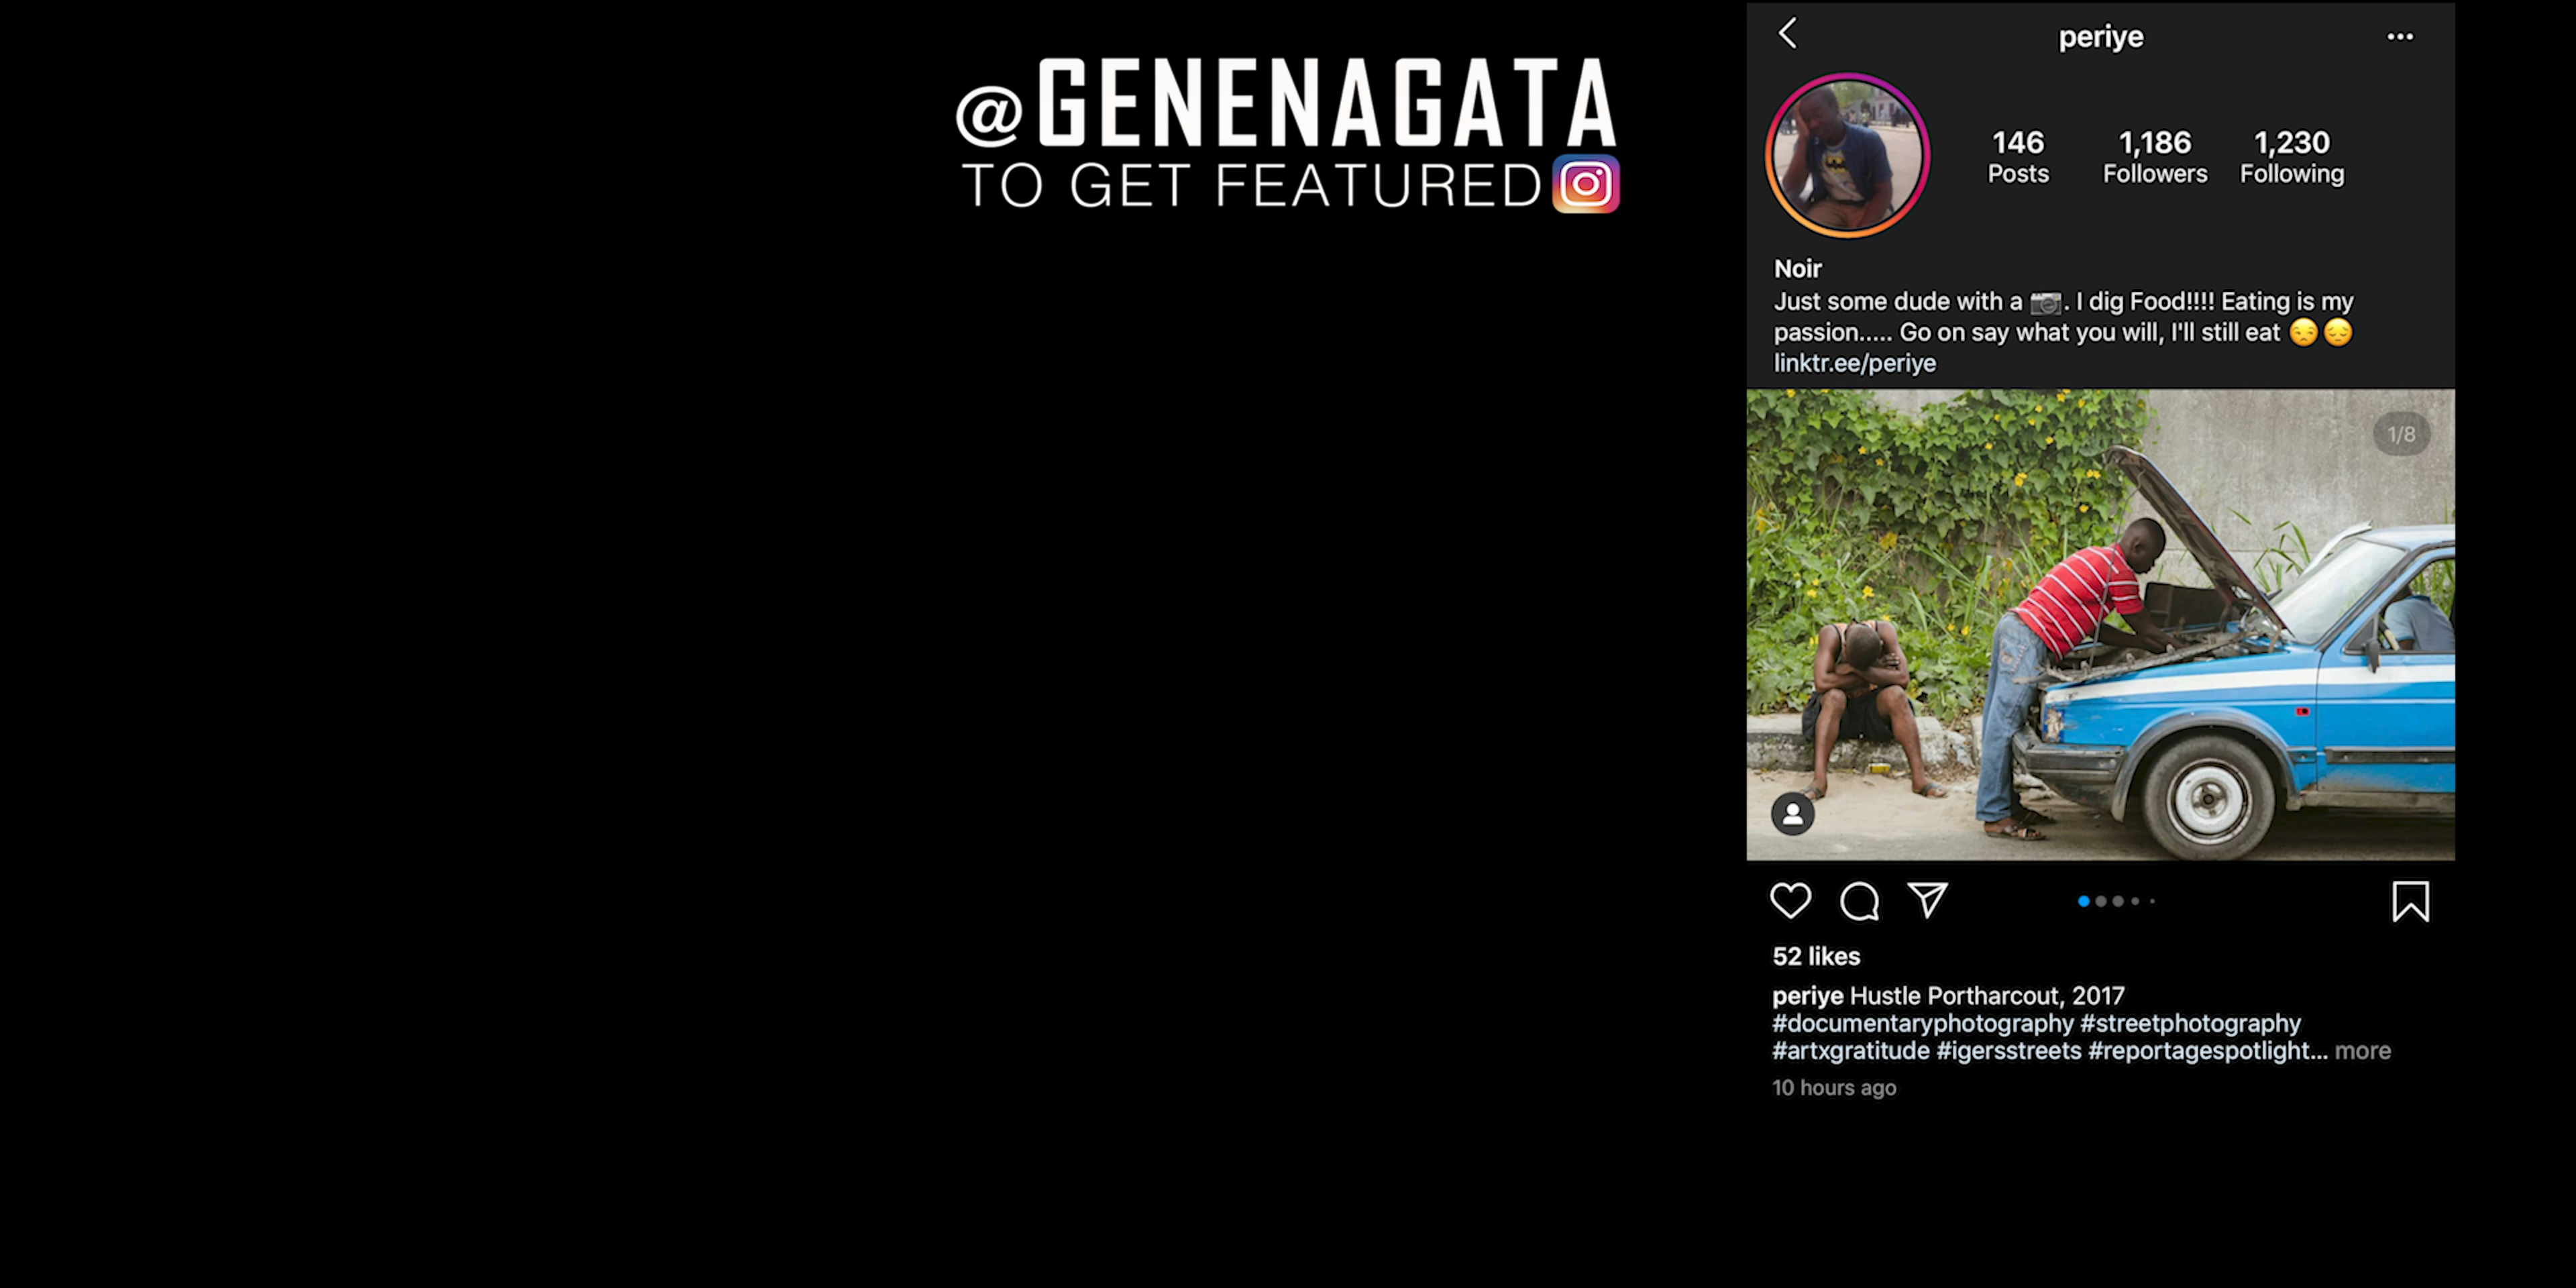 @GENENAGATA
TO GET FEATURED
periye
146
Posts
1,186
Followers
1,230
Following
Noir
Just some dude with a 📷. I dig Food!!!! Eating is my
passion..... Go on say what you will, I'll still eat 😒😔
linktr.ee/periye
1/8
52 likes
periye Hustle Portharcout, 2017
#documentaryphotography #streetphotography
#artxgratitude #igersstreets #reportagespotlight... more
10 hours ago